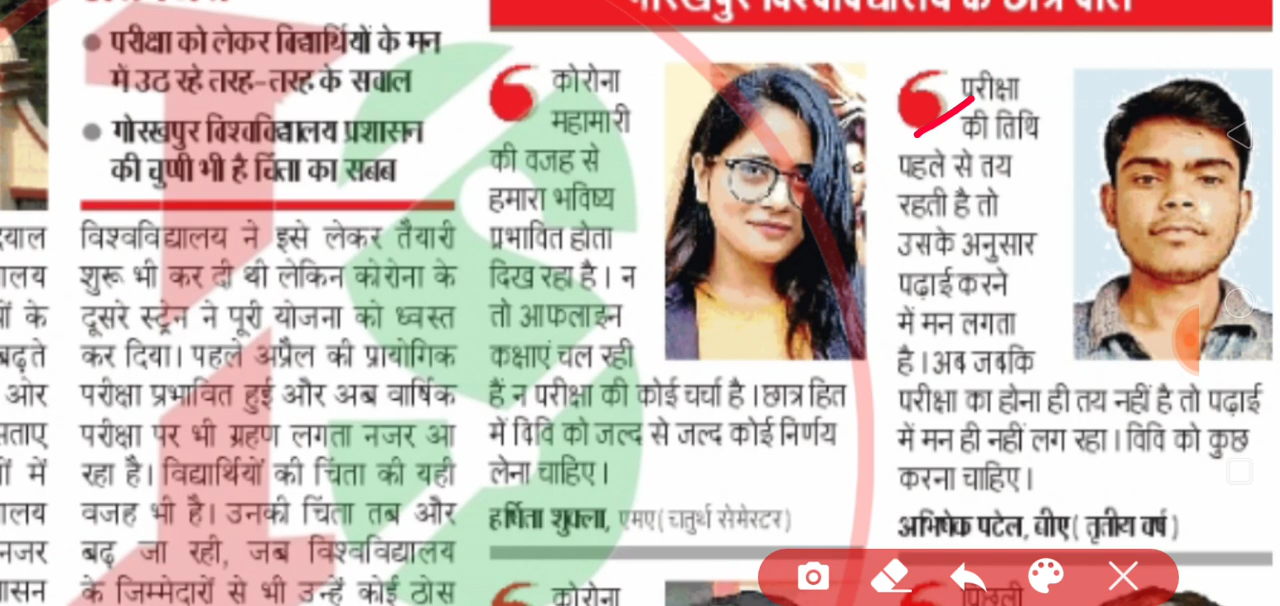 गोरखपुर विश्वविद्यालय के छात्र बोले
परीक्षा को लेकर विद्यार्थियों के मन
में उठ रहे तरह-तरह के सवाल
गोरखपुर विश्वविद्यालय प्रशासन
की चुप्पी भी है चिंता का सबब
विश्वविद्यालय ने इसे लेकर तैयारी
शुरू भी कर दी थी लेकिन कोरोना के
दूसरे स्ट्रेन ने पूरी योजना को ध्वस्त
कर दिया। पहले अप्रैल की प्रायोगिक
परीक्षा प्रभावित हुई और अब वार्षिक
परीक्षा पर भी ग्रहण लगता नजर आ
रहा है। विद्यार्थियों की चिंता की यही
वजह भी है। उनकी चिंता तब और
बढ़ जा रही, जब विश्वविद्यालय
के जिम्मेदारों से भी उन्हें कोई ठोस
कोरोना
महामारी
की वजह से
हमारा भविष्य
प्रभावित होता
दिख रहा है। न
तो आफलाइन
कक्षाएं चल रही
हैं न परीक्षा की कोई चर्चा है। छात्र हित
में विवि को जल्द से जल्द कोई निर्णय
लेना चाहिए।
हर्षिता शुक्ला, एमए (चतुर्थ सेमेस्टर)
कोरोना
परीक्षा
की तिथि
पहले से तय
रहती है तो
उसके अनुसार
पढ़ाई करने
में मन लगता
है। अब जबकि
परीक्षा का होना ही तय नहीं है तो पढ़ाई
में मन ही नहीं लग रहा। विवि को कुछ
करना चाहिए।
अभिषेक पटेल, बीए ( तृतीय वर्ष )
पिछली